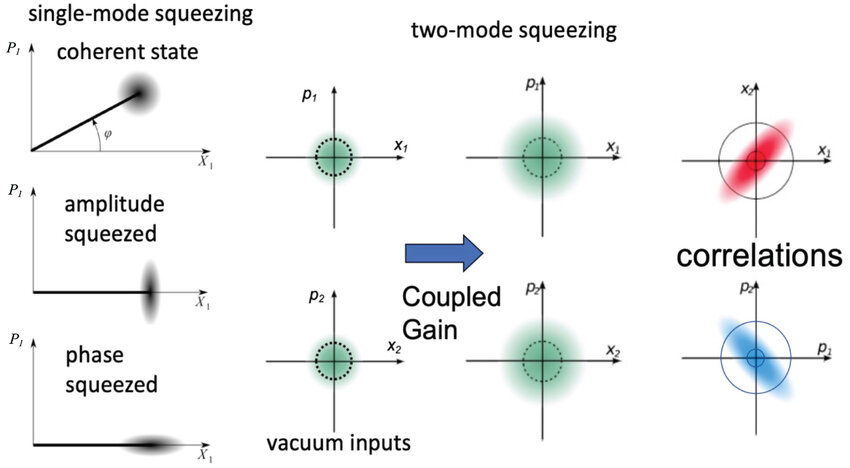 single-mode squeezing
P1
coherent state
φ
X1
P1
amplitude
squeezed
X1
P1
phase
squeezed
X1
two-mode squeezing
p1
x1
p2
x2
vacuum inputs
Coupled
Gain
p1
x1
p2
x2
x2
x1
correlations
p2
p1